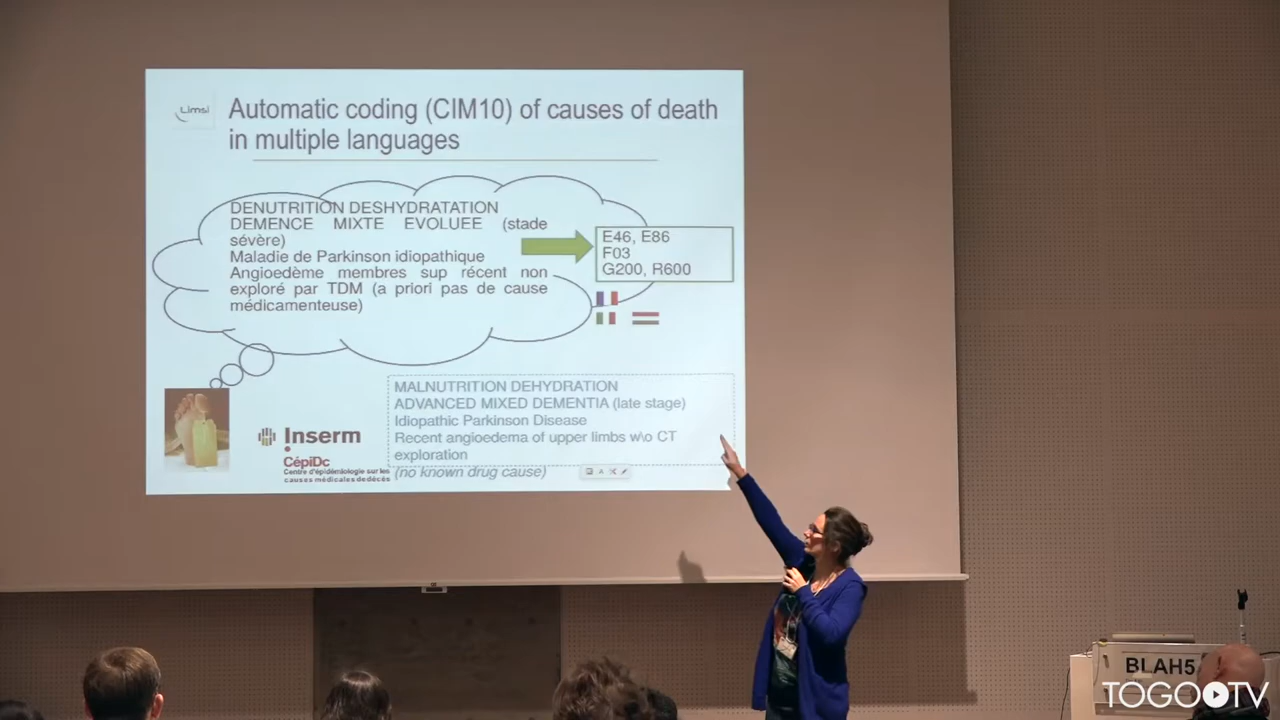 Limsi
Automatic coding (CIM10) of causes of death
in multiple languages
DENUTRITION DESHYDRATATION
DEMENCE MIXTE EVOLUEE (stade
sévère)
Maladie de Parkinson idiopathique
Angioedème membres sup récent non
exploré par TDM (a priori pas de cause
médicamenteuse)
E46, E86
F03
G200, R600
MALNUTRITION DEHYDRATION
ADVANCED MIXED DEMENTIA (late stage)
Idiopathic Parkinson Disease
Recent angioedema of upper limbs w\o CT
exploration
(no known drug cause)
Inserm
CépiDc
Centre d'épidémiologie sur les
causes médicales de décès
BLAH5
TOGOTV